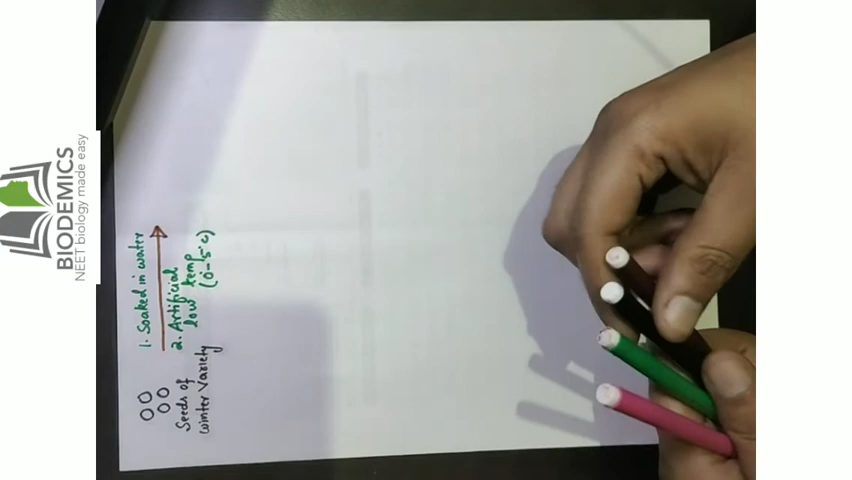 BIODEMICS
NEET biology made easy
Seeds of
winter variety
1. Soaked in water
2. Artificial
low temp
(0-5°c)